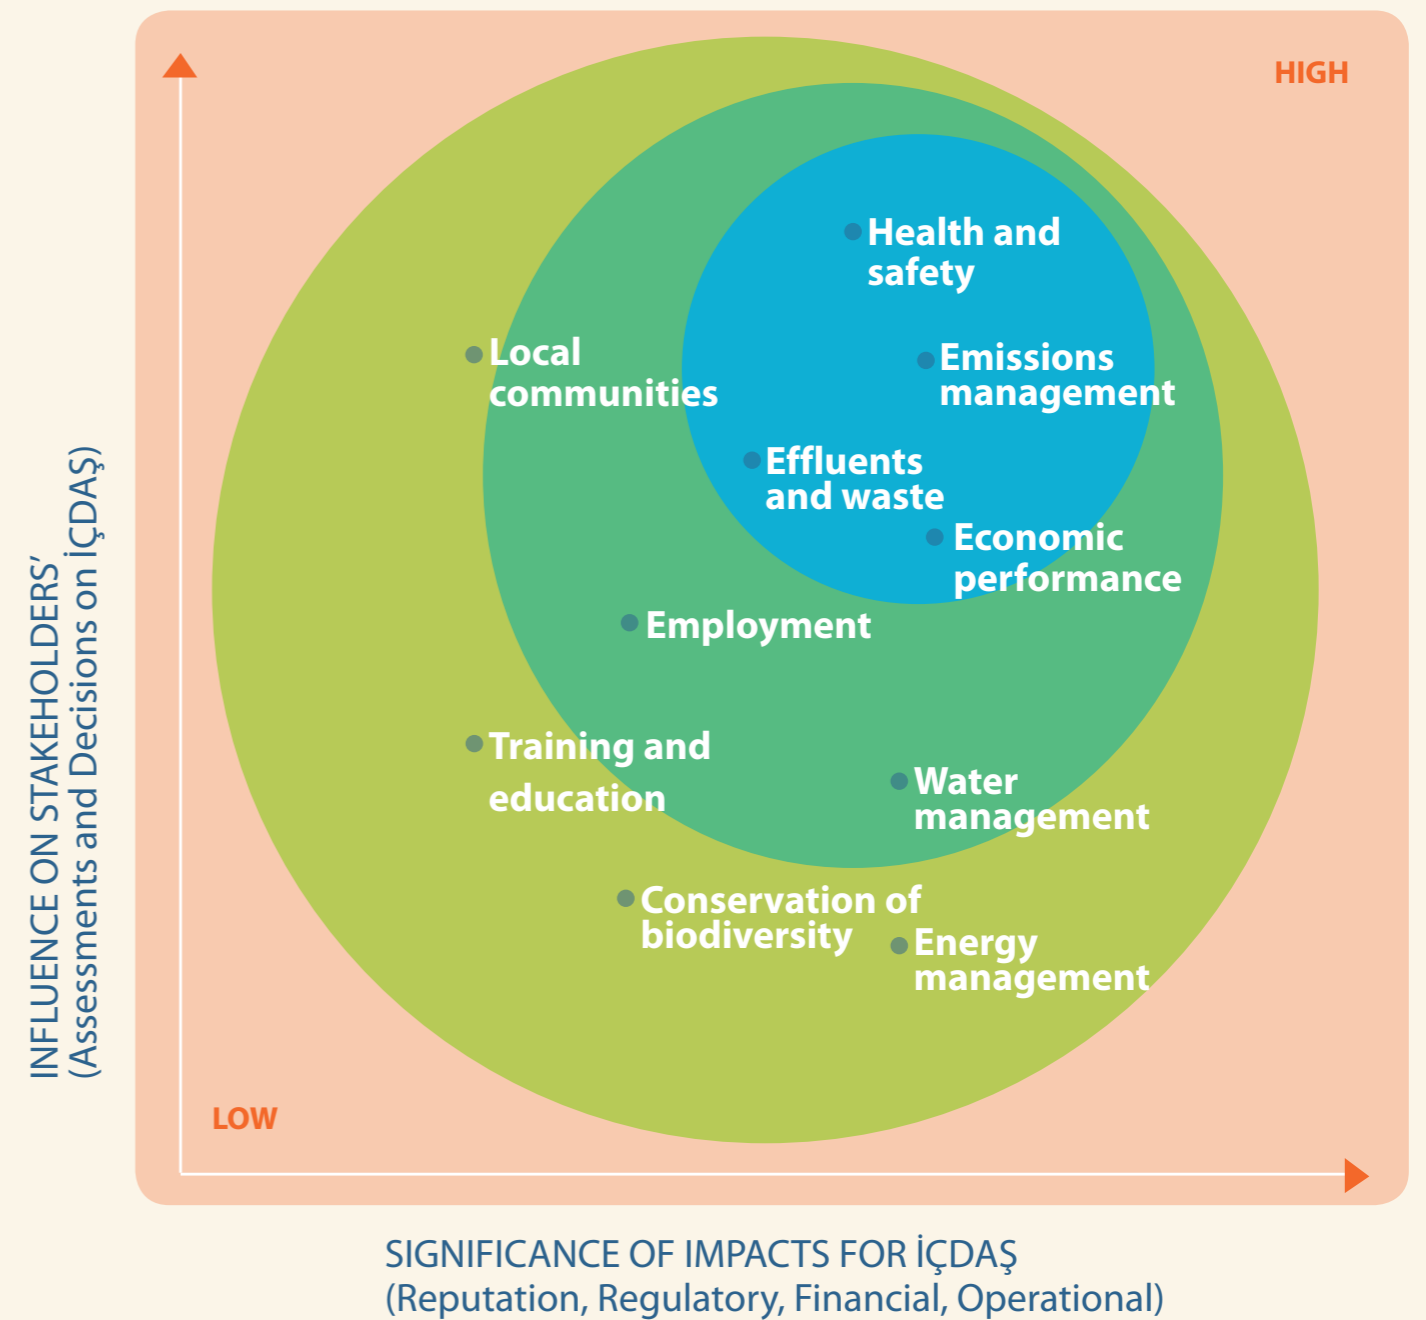 HIGH
Health and
safety
Local
communities
Emissions
management
Effluents
and waste
Economic
performance
Employment
Training and
education
Water
management
Conservation of
biodiversity
Energy
management
LOW
INFLUENCE ON STAKEHOLDERS’
(Assessments and Decisions on İÇDAŞ)
SIGNIFICANCE OF IMPACTS FOR İÇDAŞ
(Reputation, Regulatory, Financial, Operational)